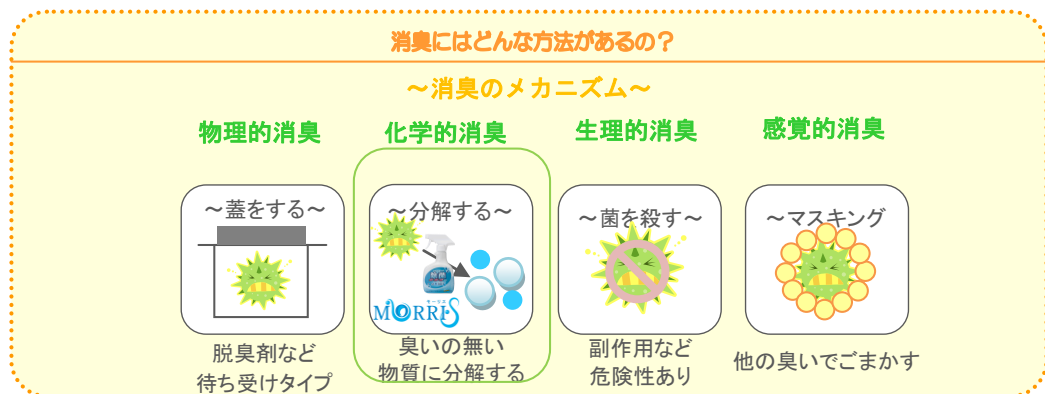 消臭にはどんな方法があるの？
～消臭のメカニズム～
物理的消臭
化学的消臭
生理的消臭
感覚的消臭
～蓋をする～
～分解する～
～菌を殺す～
～マスキング
モーリス
MORRI・S
脱臭剤など
待ち受けタイプ
臭いの無い
物質に分解する
副作用など
危険性あり
他の臭いでごまかす